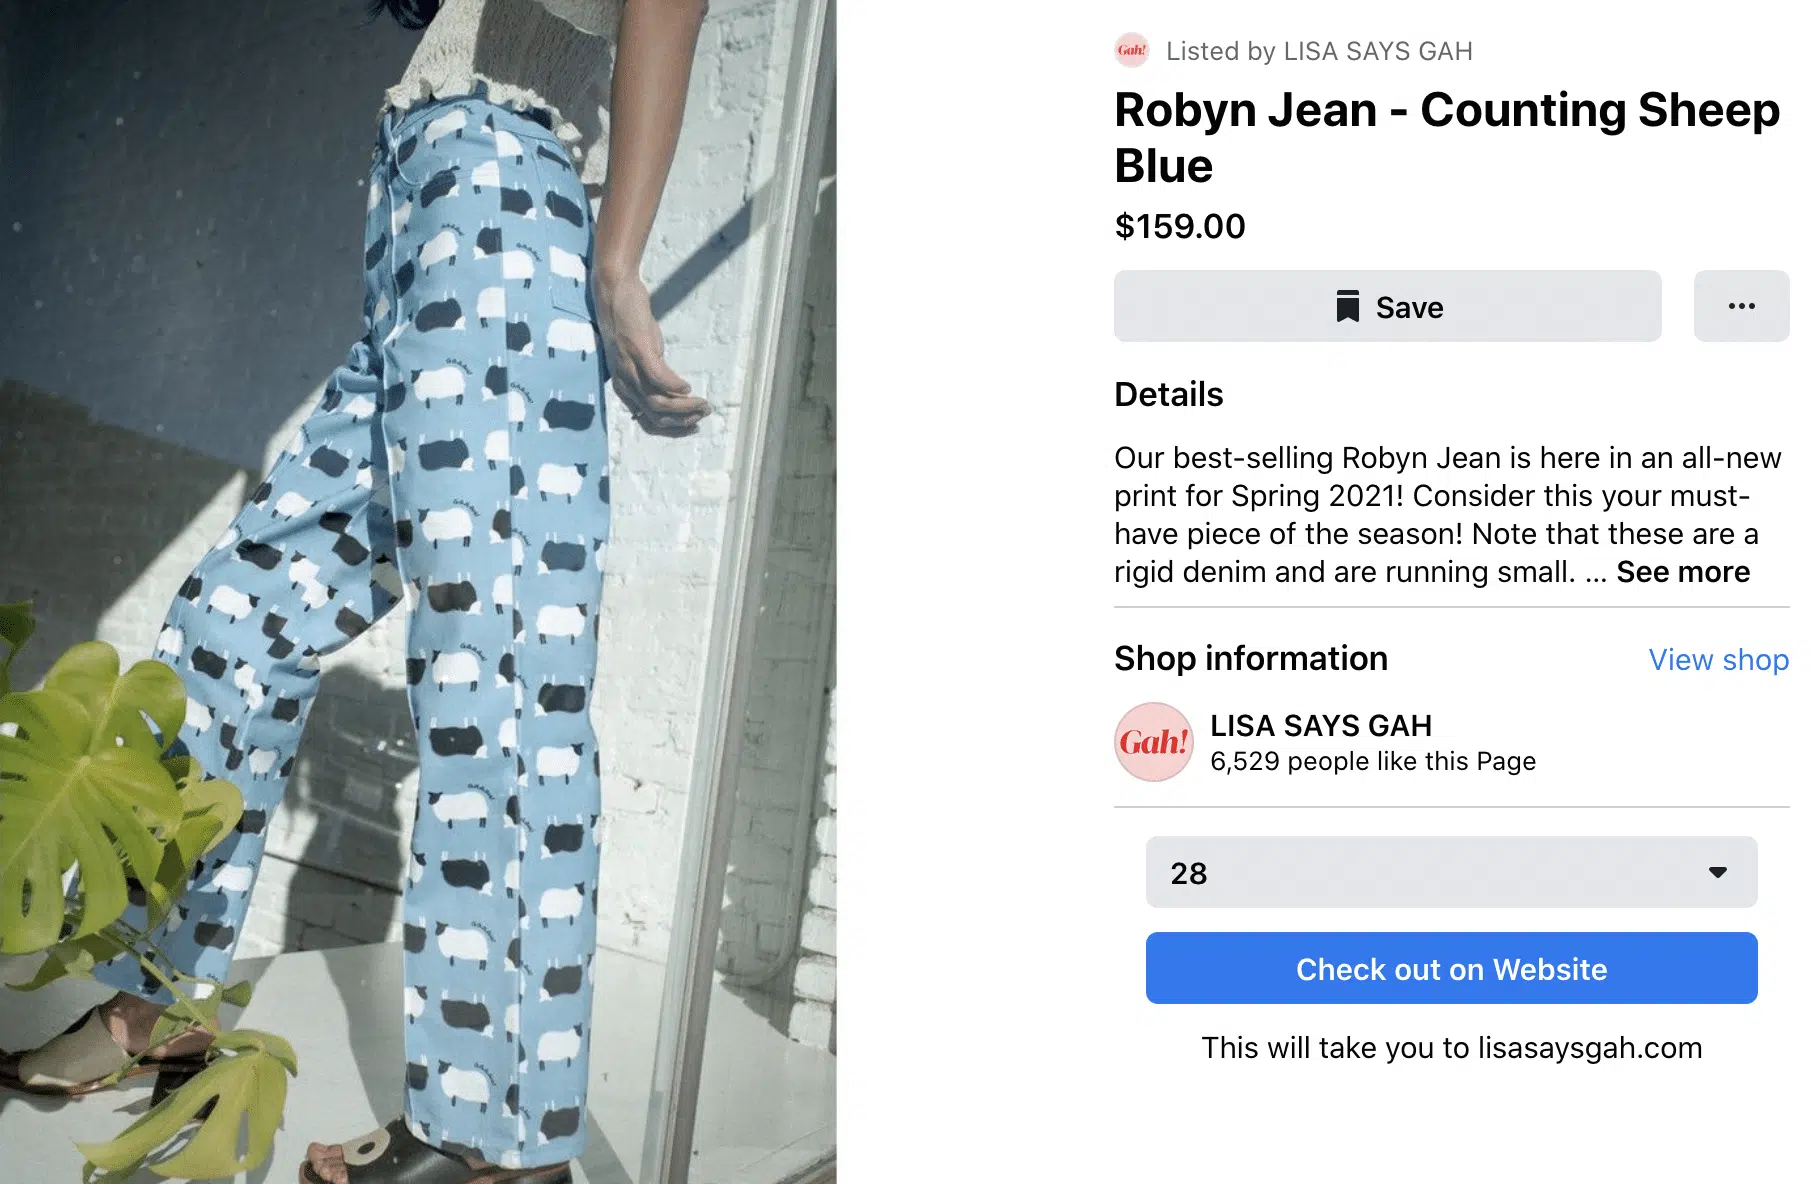 Gah! Listed by LISA SAYS GAH
Robyn Jean - Counting Sheep
Blue
$159.00
Save
Details
Our best-selling Robyn Jean is here in an all-new
print for Spring 2021! Consider this your must-
have piece of the season! Note that these are a
rigid denim and are running small. ... See more
Shop information
View shop
Gah!
LISA SAYS GAH
6,529 people like this Page
28
Check out on Website
This will take you to lisasaysgah.com